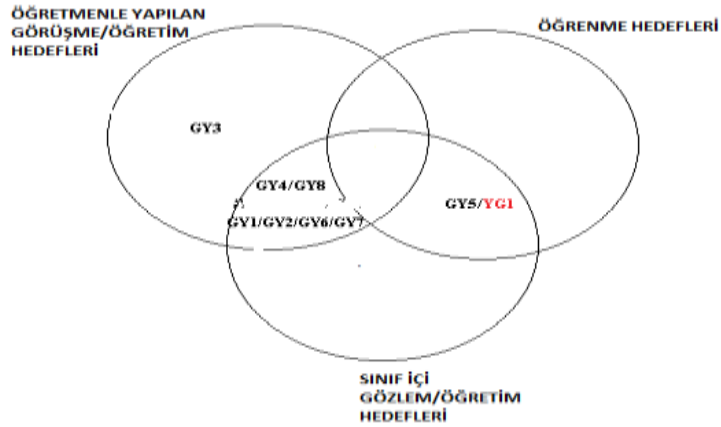 ÖĞRETMENLE YAPILAN
GÖRÜŞME/ÖĞRETİM
HEDEFLERİ
ÖĞRENME HEDEFLERİ
GY3
GY4/GY8
GY5/YG1
GY1/GY2/GY6/GY7
SINIF İÇİ
GÖZLEM/ÖĞRETİM
HEDEFLERİ